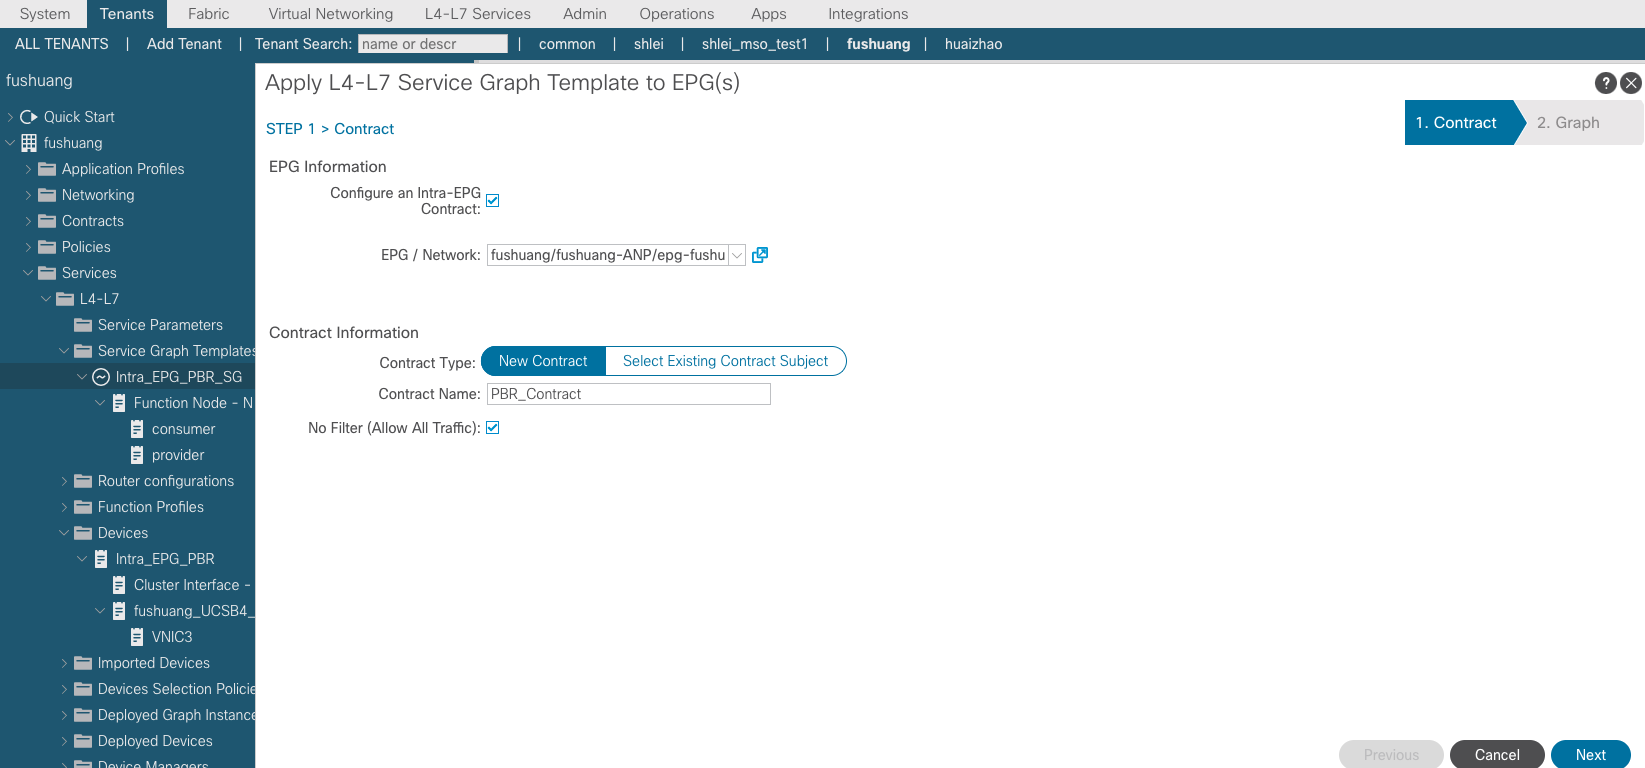 System Tenants Fabric Virtual Networking L4-L7 Services Admin Operations Apps Integrations
ALL TENANTS | Add Tenant | Tenant Search: name or descr | common | shlei | shlei_mso_test1 | fushuang | huaizhao
fushuang
Quick Start
fushuang
Application Profiles
Networking
Contracts
Policies
Services
L4-L7
Service Parameters
Service Graph Templates
Intra_EPG_PBR_SG
Function Node - N
consumer
provider
Router configurations
Function Profiles
Devices
Intra_EPG_PBR
Cluster Interface -
fushuang_UCSB4_
VNIC3
Imported Devices
Devices Selection Policie
Deployed Graph Instance
Deployed Devices
Device Managers
Apply L4-L7 Service Graph Template to EPG(s)
?
STEP 1 > Contract
1. Contract 2. Graph
EPG Information
Configure an Intra-EPG
Contract:
EPG / Network: fushuang/fushuang-ANP/epg-fushu
Contract Information
Contract Type: New Contract Select Existing Contract Subject
Contract Name: PBR_Contract
No Filter (Allow All Traffic):
Previous Cancel Next